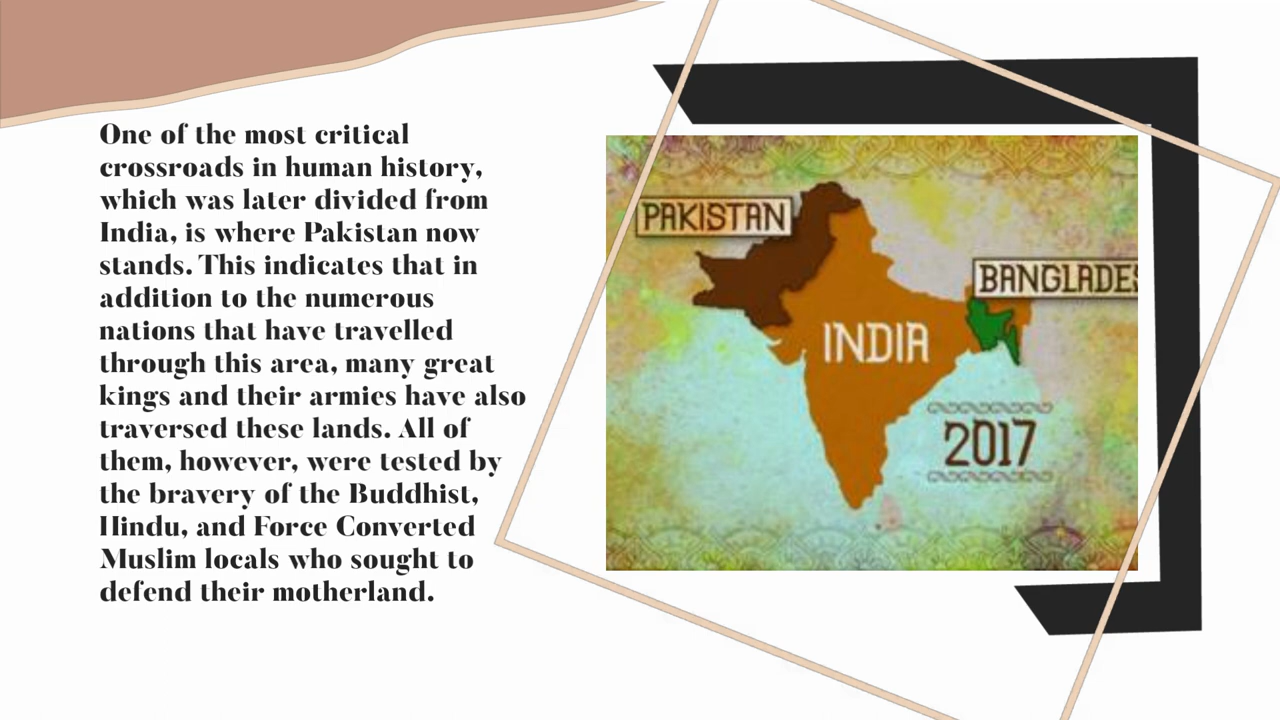 One of the most critical
crossroads in human history,
which was later divided from
India, is where Pakistan now
stands. This indicates that in
addition to the numerous
nations that have travelled
through this area, many great
kings and their armies have also
traversed these lands. All of
them, however, were tested by
the bravery of the Buddhist,
Hindu, and Force Converted
Muslim locals who sought to
defend their motherland.
PAKISTAN
BANGLADES
INDIA
2017